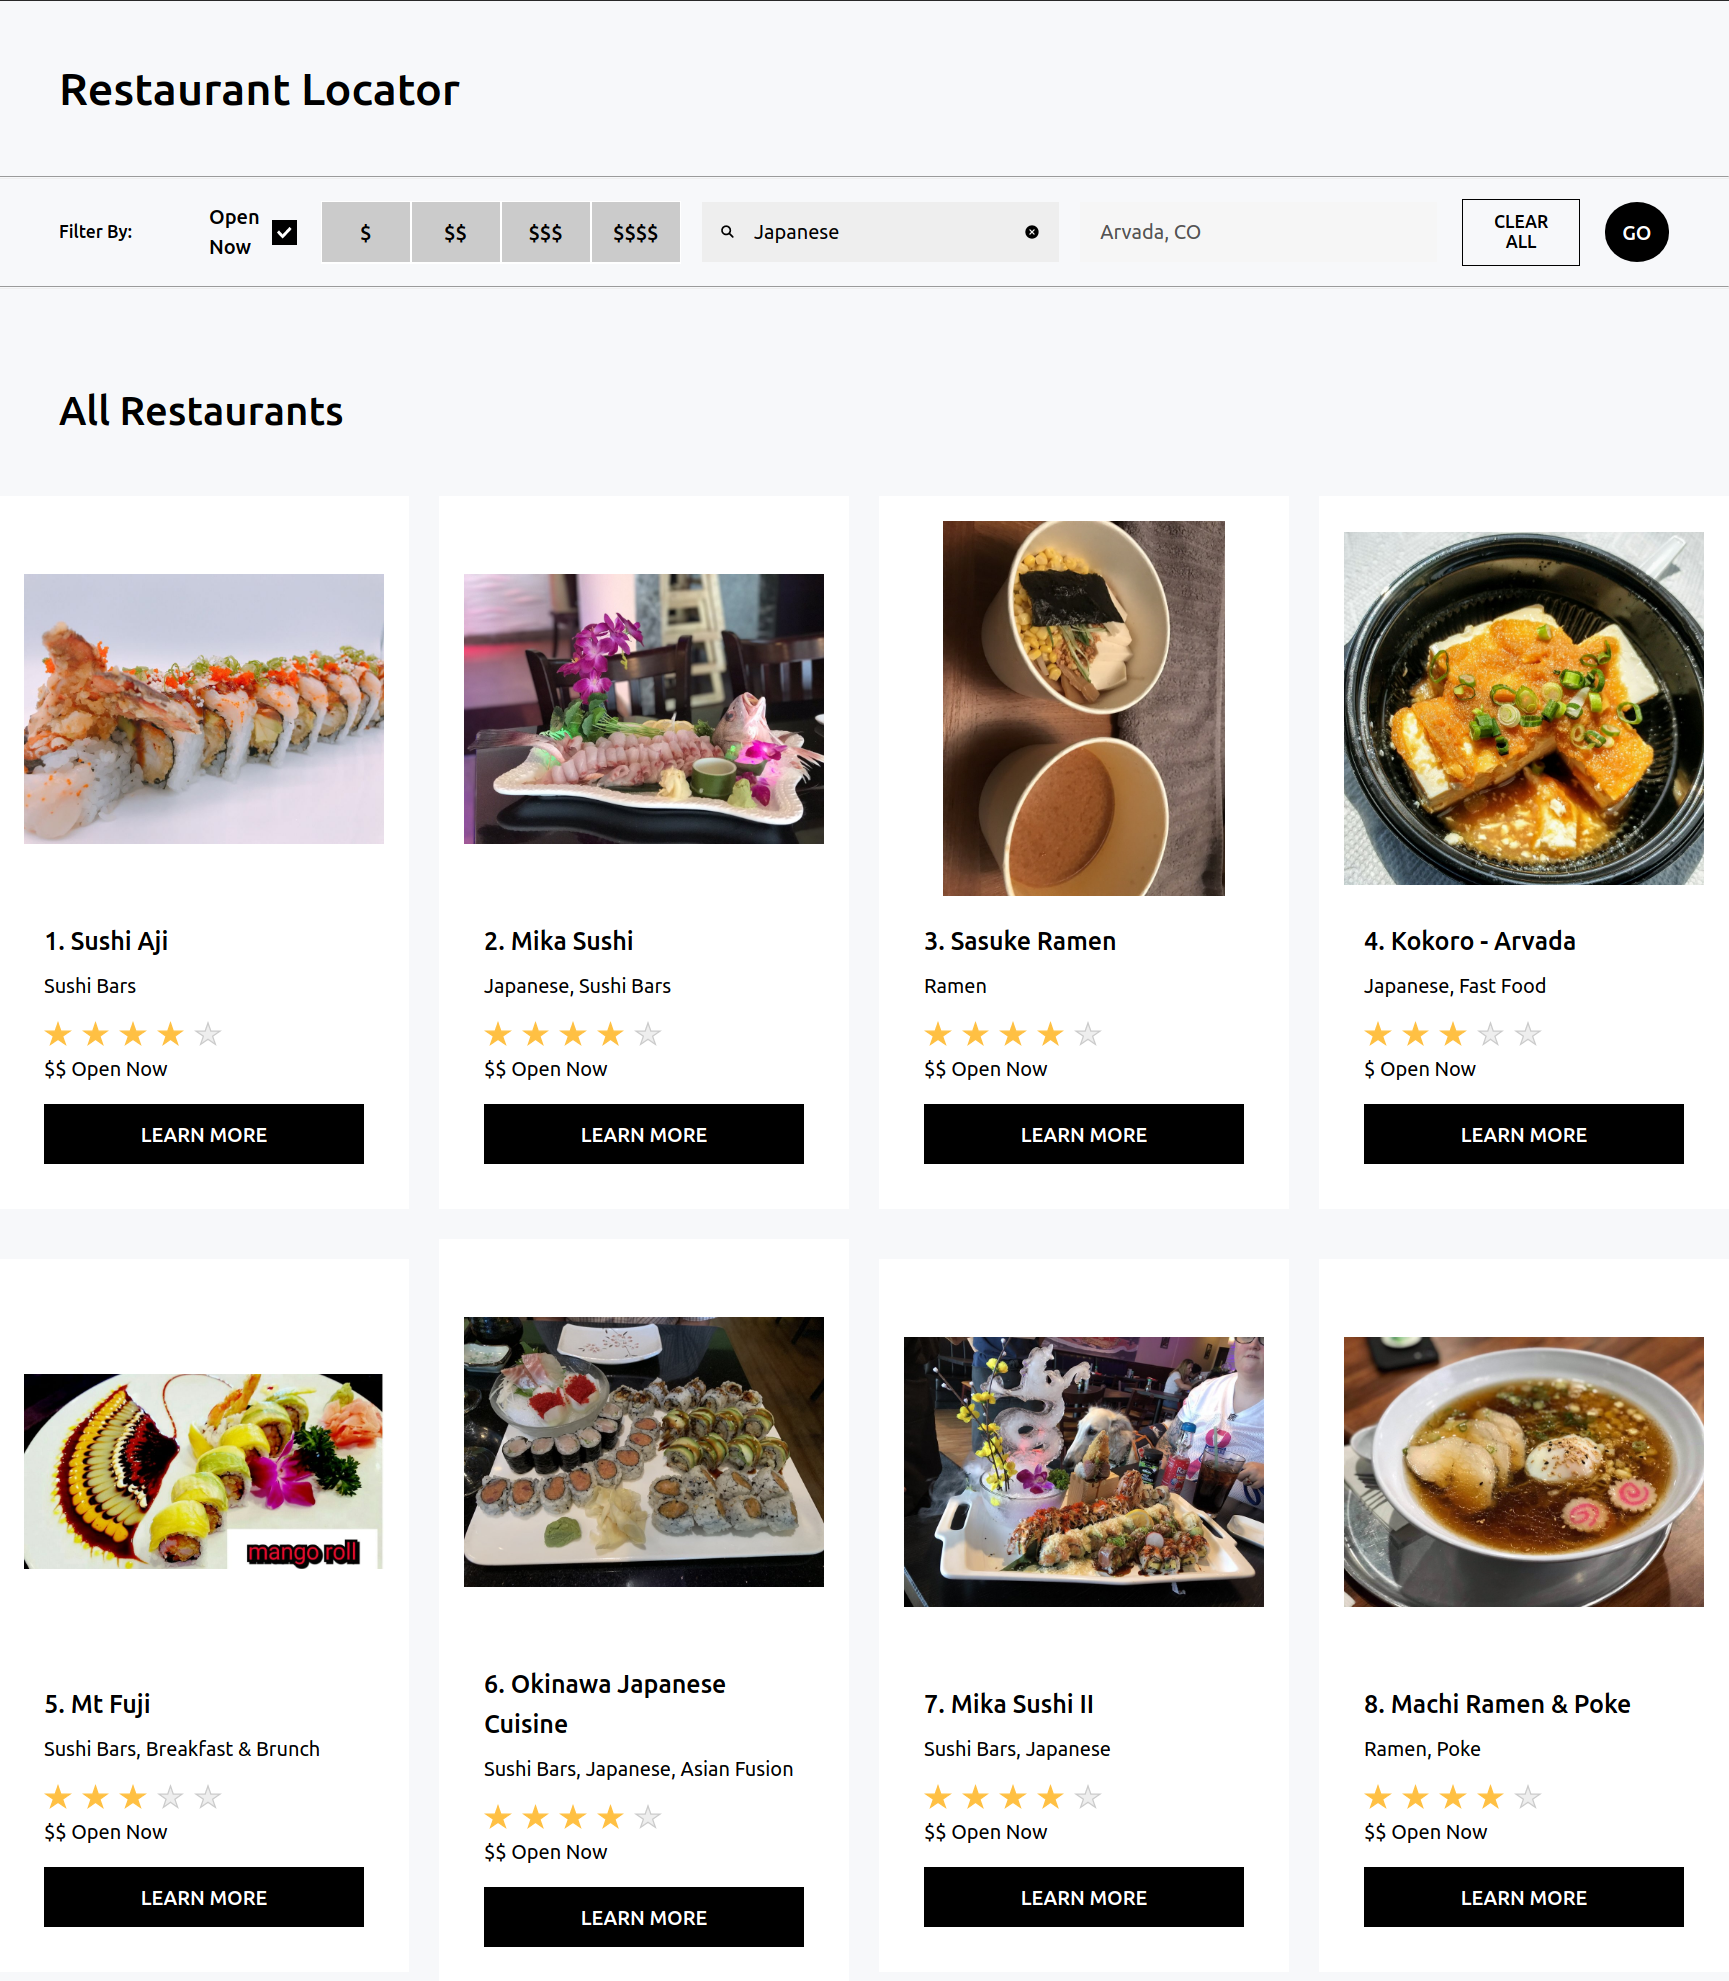 Restaurant Locator
Filter By:
Open
Now
$
$$
$$$
$$$$
Japanese
Arvada, CO
CLEAR
ALL
GO
All Restaurants
1. Sushi Aji
Sushi Bars
$$ Open Now
LEARN MORE
2. Mika Sushi
Japanese, Sushi Bars
$$ Open Now
LEARN MORE
3. Sasuke Ramen
Ramen
$$ Open Now
LEARN MORE
4. Kokoro - Arvada
Japanese, Fast Food
$ Open Now
LEARN MORE
mango roll
5. Mt Fuji
Sushi Bars, Breakfast & Brunch
$$ Open Now
LEARN MORE
6. Okinawa Japanese
Cuisine
Sushi Bars, Japanese, Asian Fusion
$$ Open Now
LEARN MORE
7. Mika Sushi II
Sushi Bars, Japanese
$$ Open Now
LEARN MORE
8. Machi Ramen & Poke
Ramen, Poke
$$ Open Now
LEARN MORE